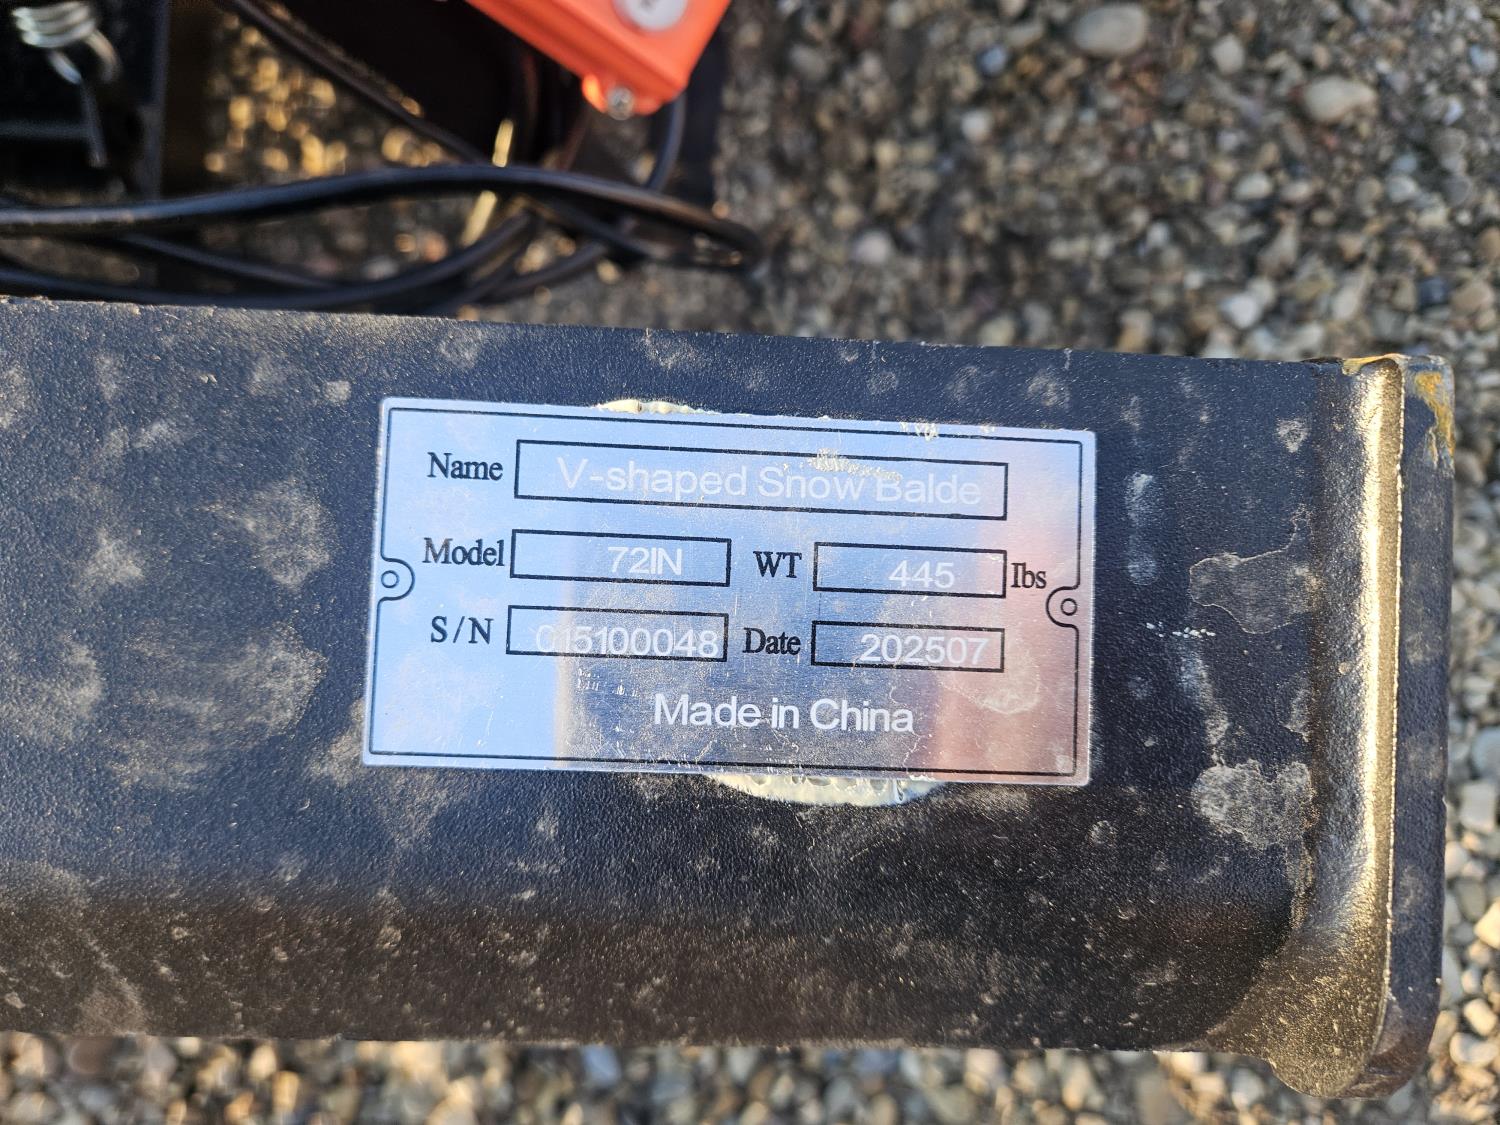 Name V-shaped Snow Balde
Model 72IN WT 445 lbs
S/N 015100048 Date 202507
Made in China